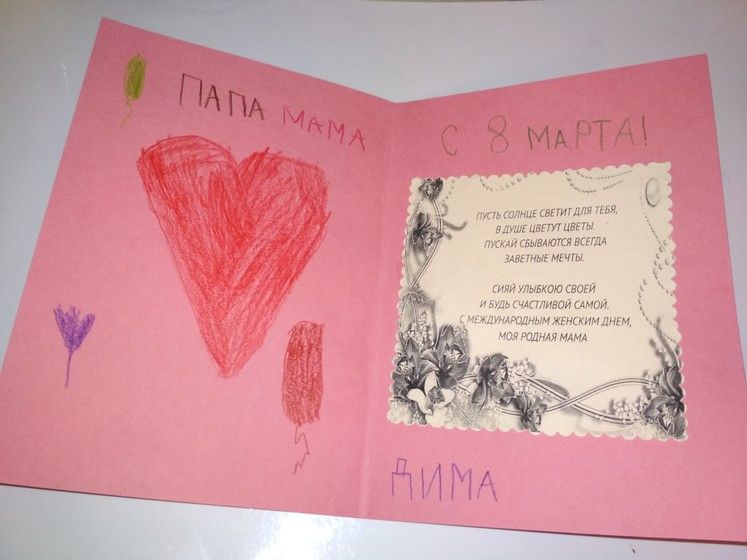 ПАПА МАМА
С 8 МАРТА!
ПУСТЬ СОЛНЦЕ СВЕТИТ ДЛЯ ТЕБЯ,
В ДУШЕ ЦВЕТУТ ЦВЕТЫ.
ПУСКАЙ СБЫВАЮТСЯ ВСЕГДА
ЗАВЕТНЫЕ МЕЧТЫ.
СИЯЙ УЛЫБКОЮ СВОЕЙ
И БУДЬ СЧАСТЛИВОЙ САМОЙ.
С МЕЖДУНАРОДНЫМ ЖЕНСКИМ ДНЕМ,
МОЯ РОДНАЯ МАМА
ДИМА